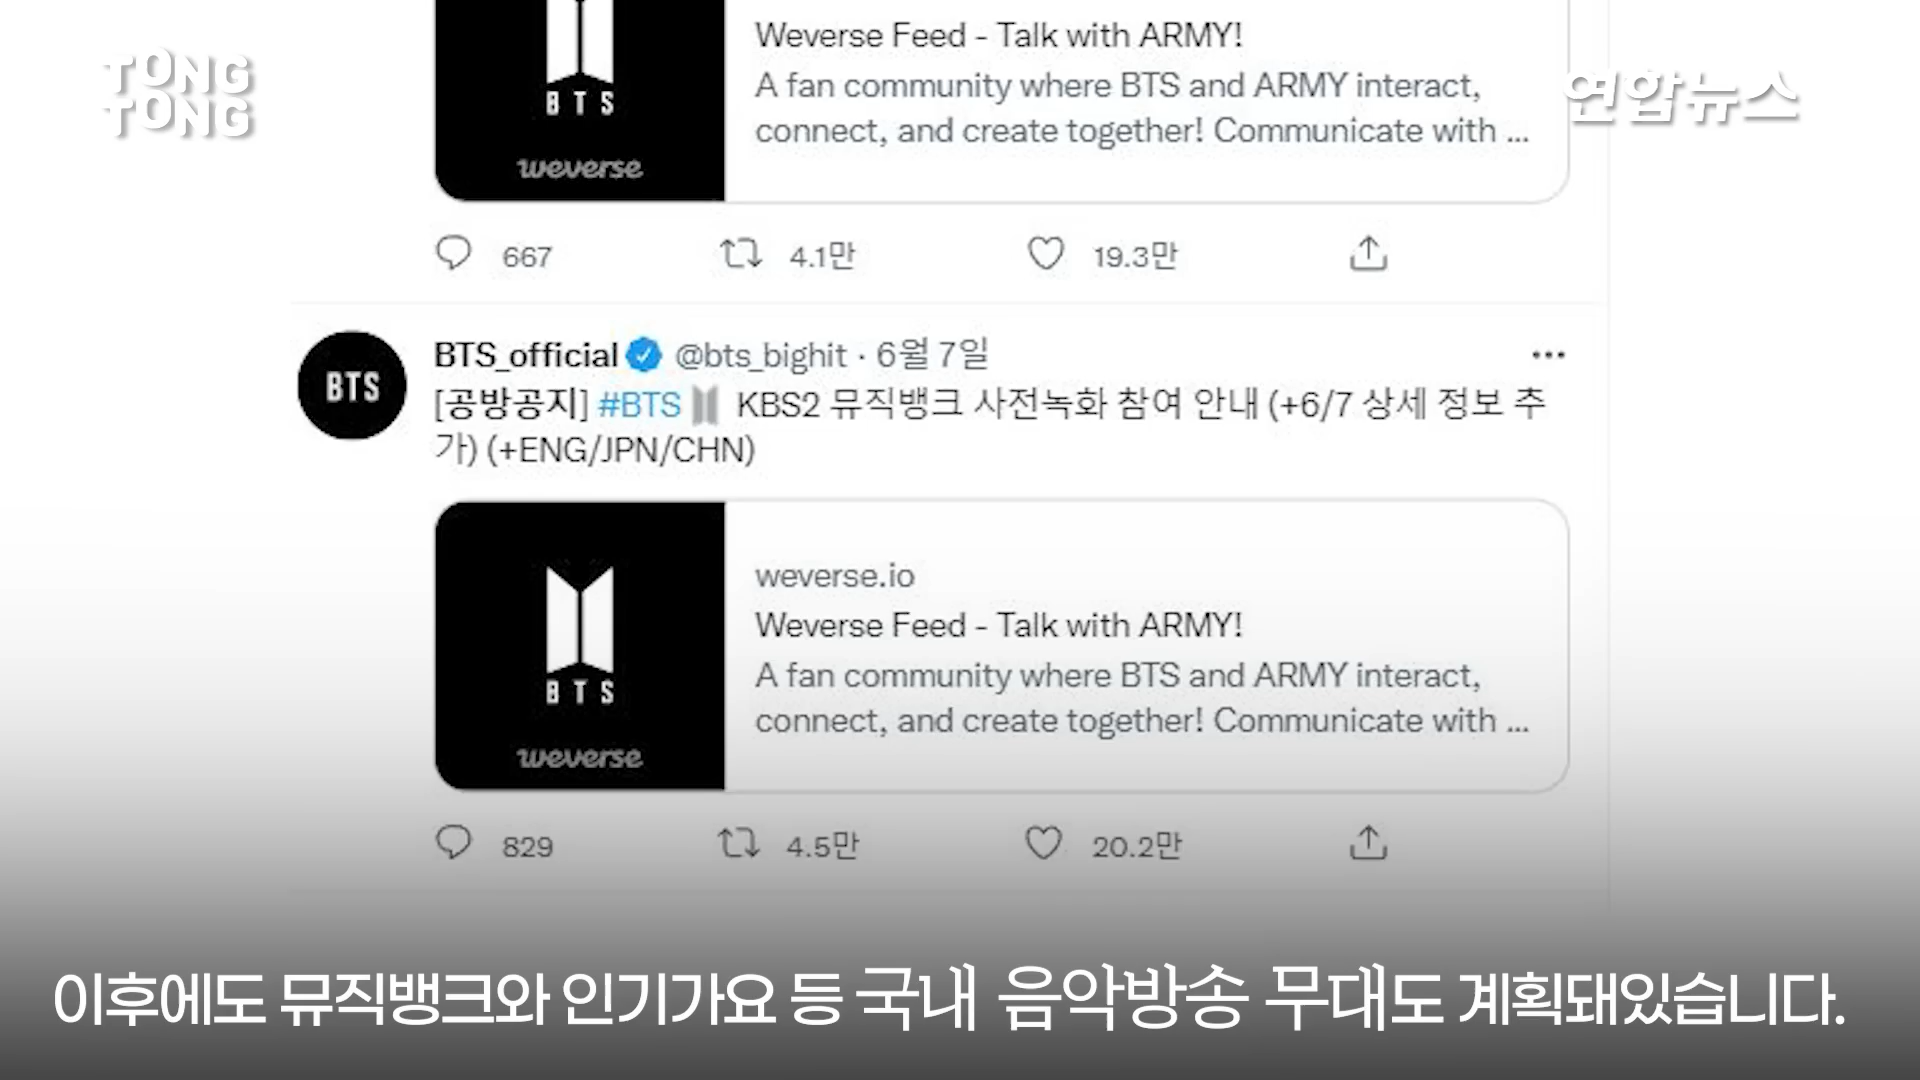 TONG
TONG
연합뉴스
BTS
weverse
Weverse Feed - Talk with ARMY!
A fan community where BTS and ARMY interact,
connect, and create together! Communicate with ...
667 4.1만 19.3만
BTS
BTS_official @bts_bighit · 6월 7일
[공방공지] #BTS KBS2 뮤직뱅크 사전녹화 참여 안내 (+6/7 상세 정보 추
가) (+ENG/JPN/CHN)
BTS
weverse
weverse.io
Weverse Feed - Talk with ARMY!
A fan community where BTS and ARMY interact,
connect, and create together! Communicate with ...
829 4.5만 20.2만
이후에도 뮤직뱅크와 인기가요 등 국내 음악방송 무대도 계획돼있습니다.